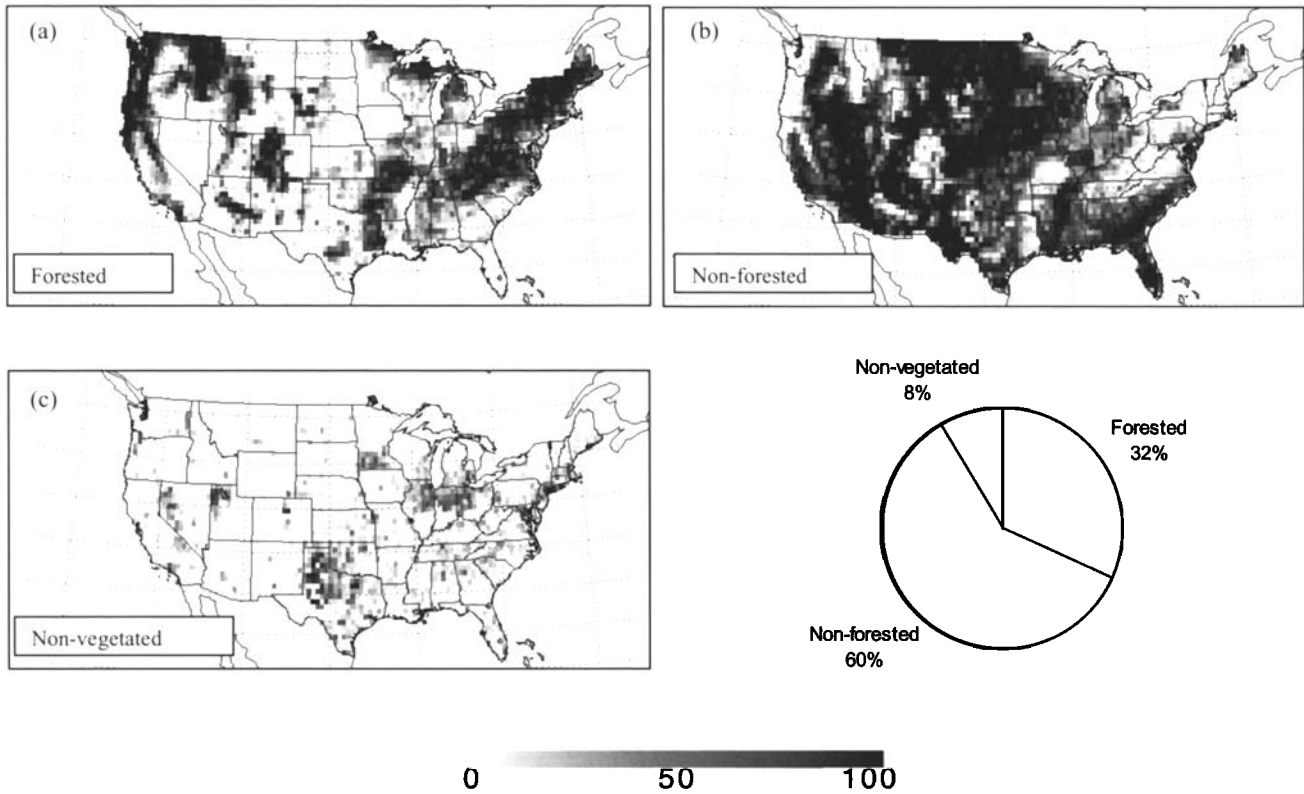 (a)
Forested
(b)
Non-forested
(c)
Non-vegetated
Non-vegetated
8%
Forested
32%
Non-forested
60%
0 50 100